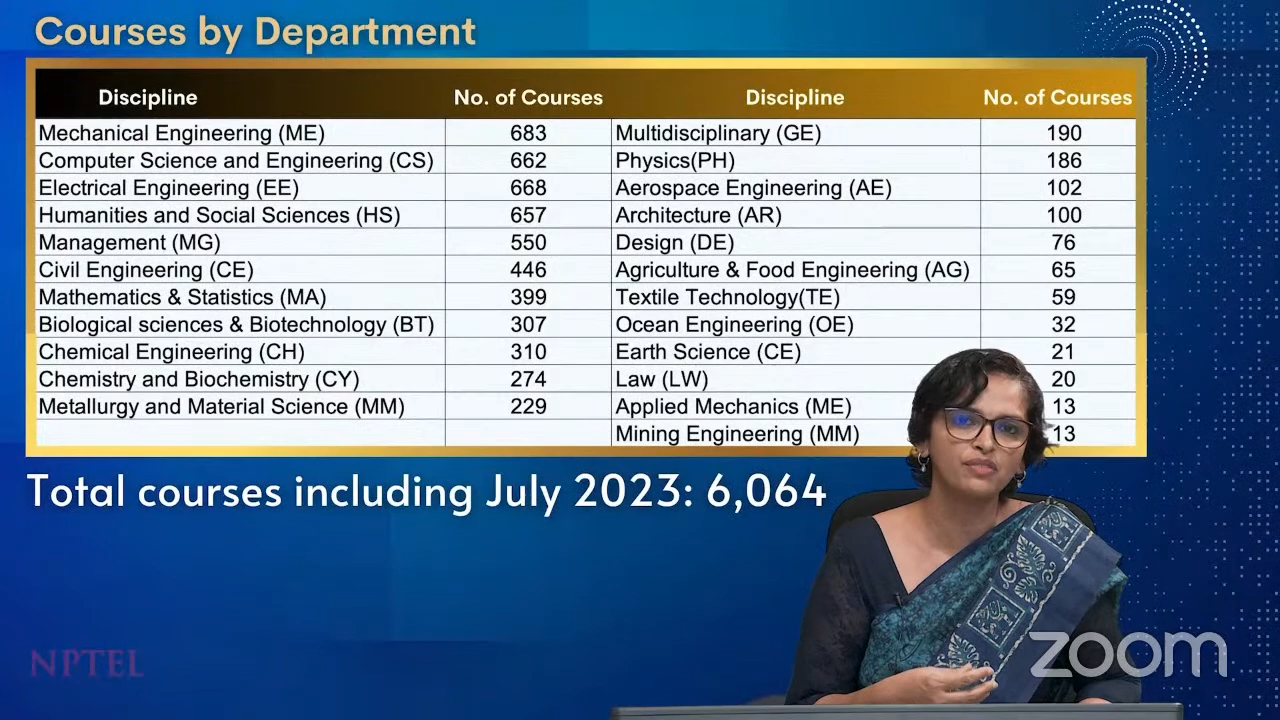 Courses by Department
Discipline No. of Courses Discipline No. of Courses
Mechanical Engineering (ME) 683 Multidisciplinary (GE) 190
Computer Science and Engineering (CS) 662 Physics(PH) 186
Electrical Engineering (EE) 668 Aerospace Engineering (AE) 102
Humanities and Social Sciences (HS) 657 Architecture (AR) 100
Management (MG) 550 Design (DE) 76
Civil Engineering (CE) 446 Agriculture & Food Engineering (AG) 65
Mathematics & Statistics (MA) 399 Textile Technology(TE) 59
Biological sciences & Biotechnology (BT) 307 Ocean Engineering (OE) 32
Chemical Engineering (CH) 310 Earth Science (CE) 21
Chemistry and Biochemistry (CY) 274 Law (LW) 20
Metallurgy and Material Science (MM) 229 Applied Mechanics (ME) 13
Mining Engineering (MM) 13
Total courses including July 2023: 6,064
NPTEL
zoom